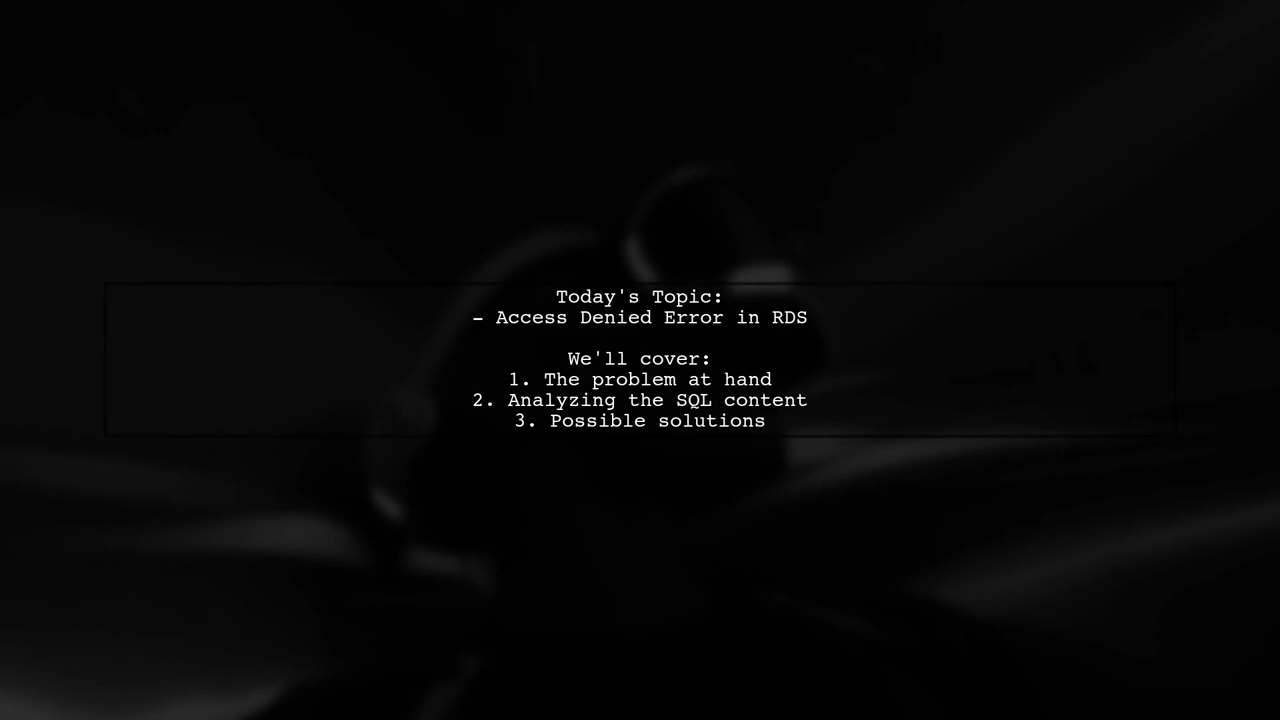 Today's Topic:
- Access Denied Error in RDS
We'll cover:
1. The problem at hand
2. Analyzing the SQL content
3. Possible solutions